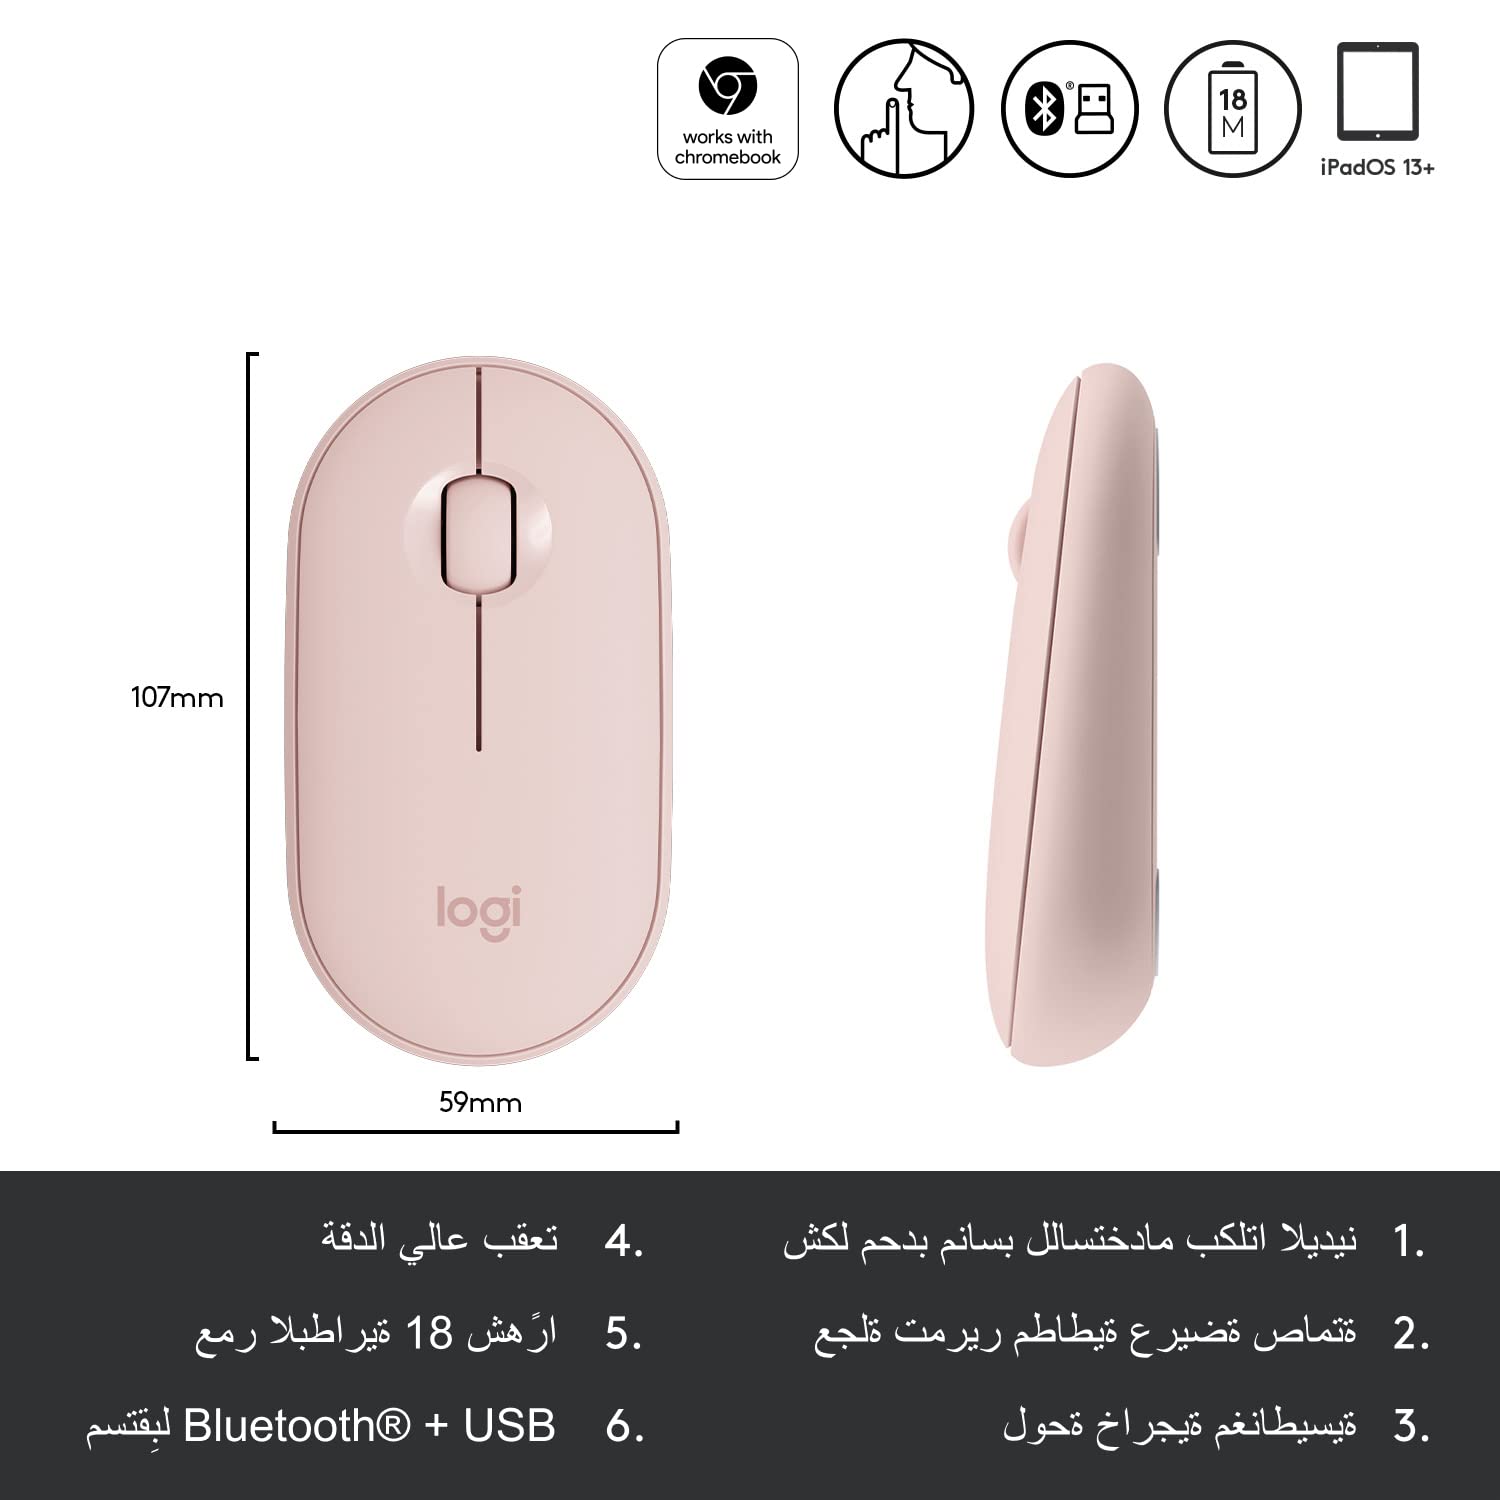 works with
chromebook
18
M
iPadOS 13+
107mm
logi
59mm
1. نيديلا اتلكب مادختسالل بسانم بدحم لكش
2. ةتماص ةضيرع ةيطاطم ريرمت ةلجع
3. ةيسيطانغم ةيجراخ ةحول
4. تعقب عالي الدقة
5. ارًهش 18 ةيراطبلا رمع
6. Bluetooth® + USB لبِقتسم